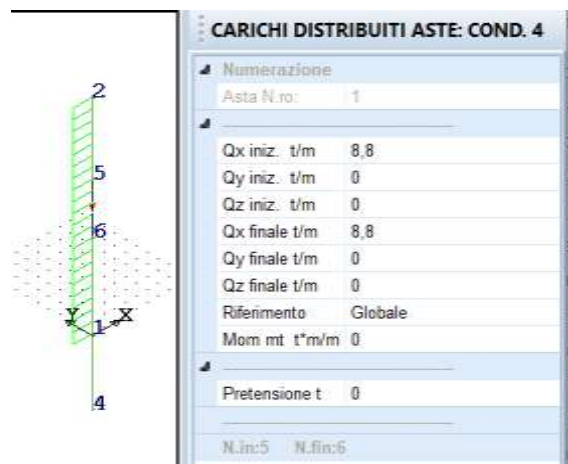 CARICHI DISTRIBUITI ASTE: COND. 4
Numerazione
Asta N.ro: 1
Qx iniz. t/m 8,8
Qy iniz. t/m 0
Qz iniz. t/m 0
Qx finale t/m 8,8
Qy finale t/m 0
Qz finale t/m 0
Riferimento Globale
Mom mt t*m/m 0
Pretensione t 0
N.in:5 N.fin:6
2
5
6
Y X
1
4